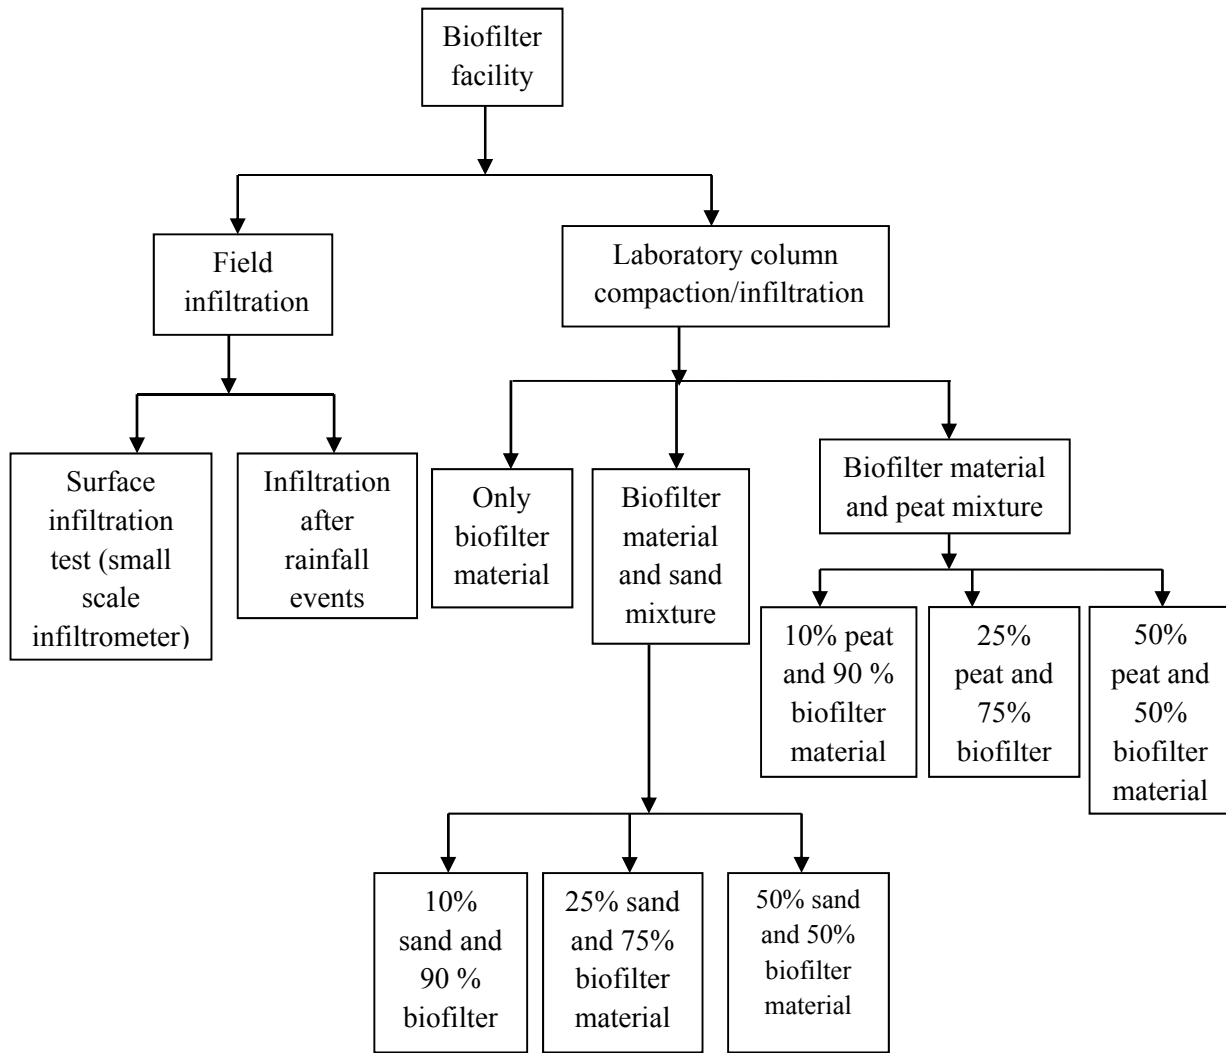 Biofilter
facility
Field
infiltration
Laboratory column
compaction/infiltration
Surface
infiltration
test (small
scale
infiltrometer)
Infiltration
after
rainfall
events
Only
biofilter
material
Biofilter
material
and sand
mixture
Biofilter material
and peat mixture
10% peat
and 90 %
biofilter
material
25%
peat and
75%
biofilter
50%
peat and
50%
biofilter
material
10%
sand and
90 %
biofilter
25% sand
and 75%
biofilter
material
50% sand
and 50%
biofilter
material